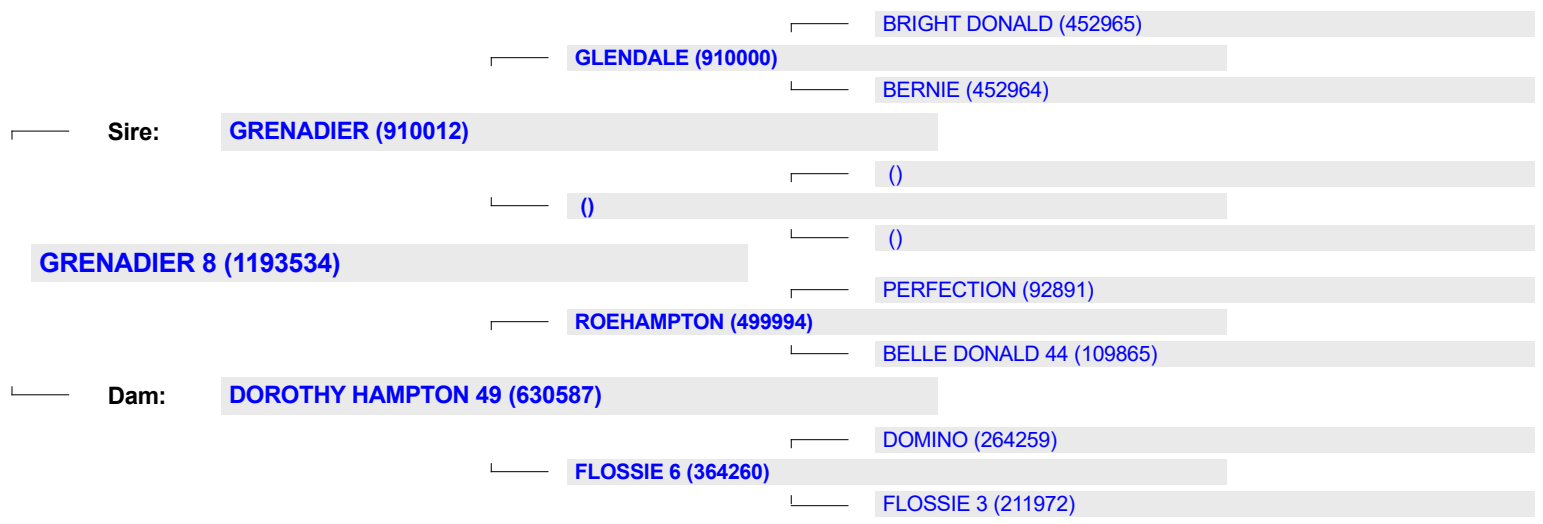 BRIGHT DONALD (452965)
GLENDALE (910000)
BERNIE (452964)
Sire: GRENADIER (910012)
()
()
()
GRENADIER 8 (1193534)
PERFECTION (92891)
ROEHAMPTON (499994)
BELLE DONALD 44 (109865)
Dam: DOROTHY HAMPTON 49 (630587)
DOMINO (264259)
FLOSSIE 6 (364260)
FLOSSIE 3 (211972)